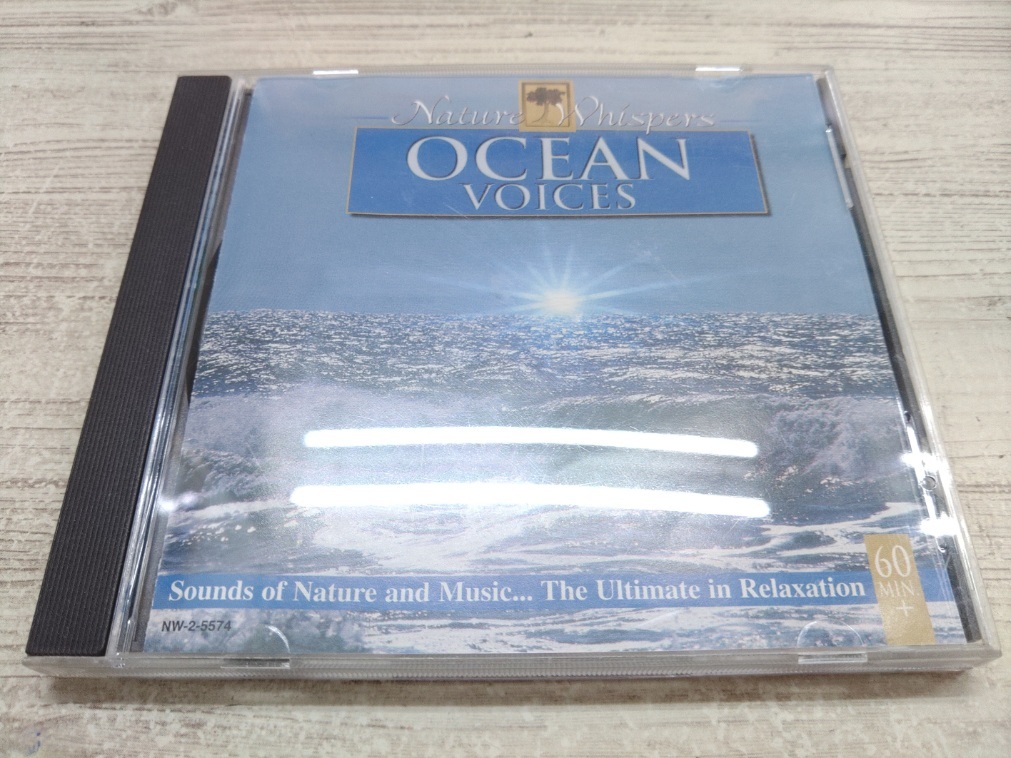 Nature Whispers
OCEAN
VOICES
Sounds of Nature and Music... The Ultimate in Relaxation
60
MIN.
+
NW-2-5574